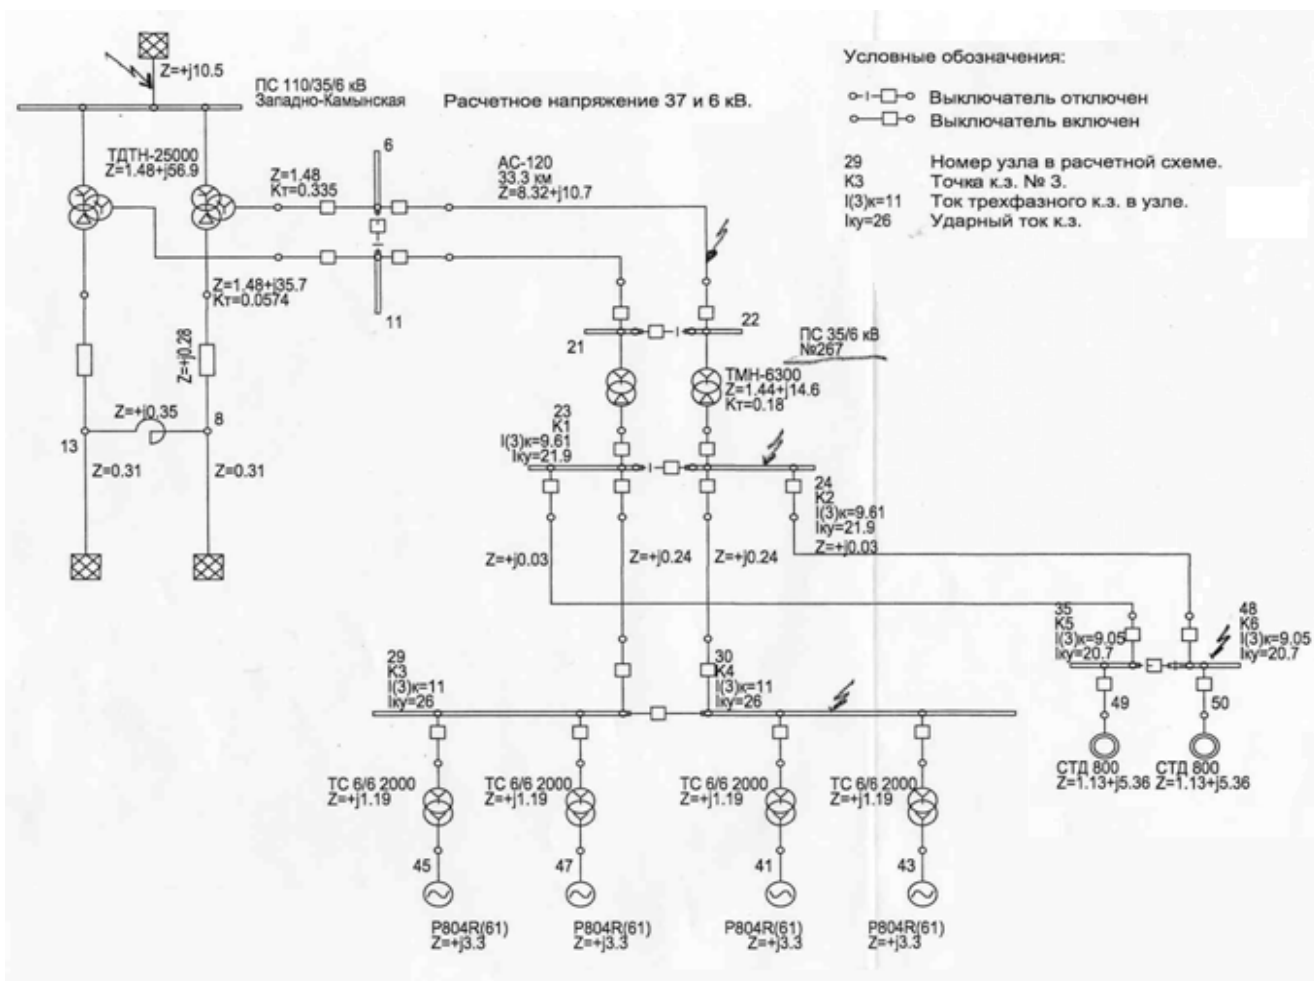 Z=+j10.5
ПС 110/35/6 кВ
Западно-Камынская
Расчетное напряжение 37 и 6 кВ.
Условные обозначения:
Выключатель отключен
Выключатель включен
29 Номер узла в расчетной схеме.
К3 Точка к.з. № 3.
I(3)к=11 Ток трехфазного к.з. в узле.
Iку=26 Ударный ток к.з.
ТДТН-25000
Z=1.48+j56.9
Z=1.48
Кт=0.335
6
АС-120
33,3 км
Z=8.32+j10.7
Z=1.48+j35.7
Кт=0.0574
11
Z=+j0.28
21
22
ПС 35/6 кВ
№267
ТМН-6300
Z=1.44+j14.6
Кт=0.18
Z=+j0.35
13
8
Z=0.31
Z=0.31
23
К1
I(3)к=9.61
Iку=21.9
24
К2
I(3)к=9.61
Iку=21.9
Z=+j0.03
Z=+j0.24
Z=+j0.24
Z=+j0.03
35
К5
I(3)к=9.05
Iку=20.7
48
К6
I(3)к=9.05
Iку=20.7
29
К3
I(3)к=11
Iку=26
30
К4
I(3)к=11
Iку=26
49
50
СТД 800
Z=1.13+j5.36
СТД 800
Z=1.13+j5.36
ТС 6/6 2000
Z=+j1.19
ТС 6/6 2000
Z=+j1.19
ТС 6/6 2000
Z=+j1.19
ТС 6/6 2000
Z=+j1.19
45
47
41
43
P804R(61)
Z=+j3.3
P804R(61)
Z=+j3.3
P804R(61)
Z=+j3.3
P804R(61)
Z=+j3.3